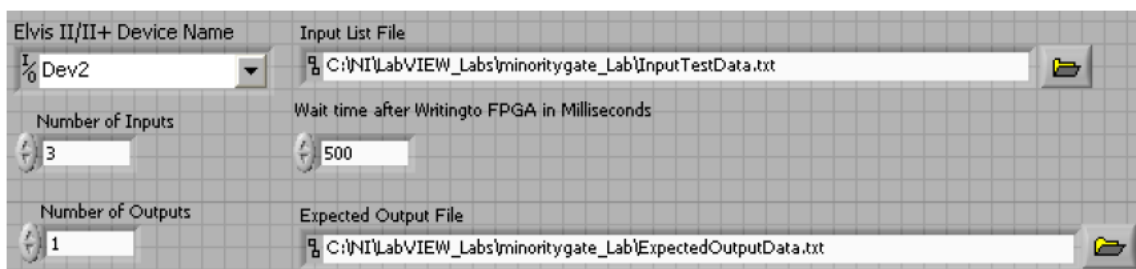 Elvis II/II+ Device Name
Input List File
Dev2
C:\NI\LabVIEW_Labs\minoritygate_Lab\InputTestData.txt
Number of Inputs
Wait time after Writingto FPGA in Milliseconds
3
500
Number of Outputs
Expected Output File
1
C:\NI\LabVIEW_Labs\minoritygate_Lab\ExpectedOutputData.txt